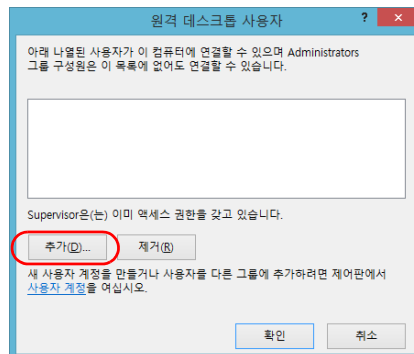 원격 데스크톱 사용자
? ×
아래 나열된 사용자가 이 컴퓨터에 연결할 수 있으며 Administrators
그룹 구성원은 이 목록에 없어도 연결할 수 있습니다.
Supervisor은(는) 이미 액세스 권한을 갖고 있습니다.
추가(D)... 제거(R)
새 사용자 계정을 만들거나 사용자를 다른 그룹에 추가하려면 제어판에서
사용자 계정을 여십시오.
확인 취소